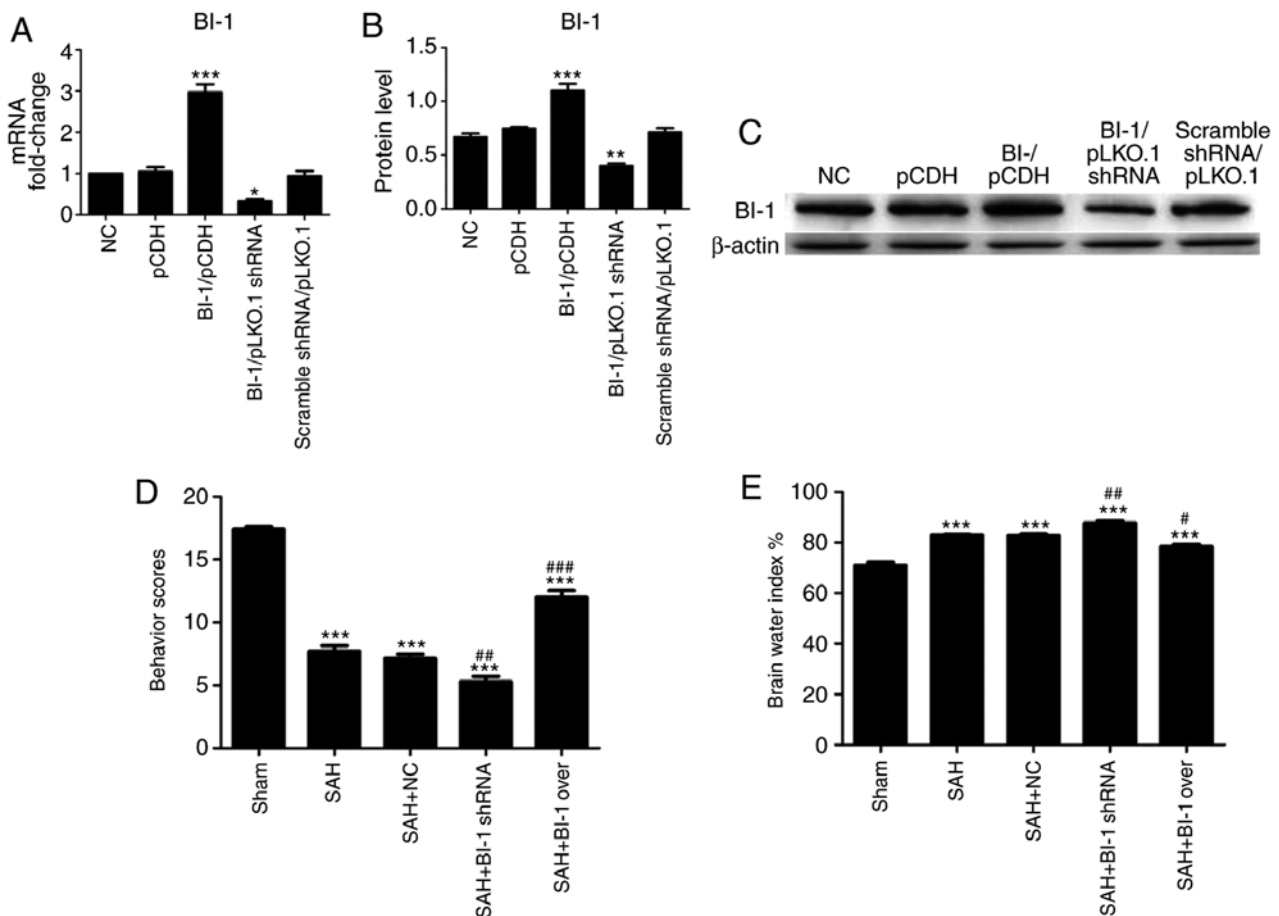 A
BI-1
mRNA
fold-change
4
3
2
1
0
***
*
NC
pCDH
BI-1/pCDH
BI-1/pLKO.1 shRNA
Scramble shRNA/pLKO.1
B
BI-1
Protein level
1.5
1.0
0.5
0.0
***
**
NC
pCDH
BI-1/pCDH
BI-1/pLKO.1 shRNA
Scramble shRNA/pLKO.1
C
NC
pCDH
BI-/
pCDH
BI-1/
pLKO.1
shRNA
Scramble
shRNA/
pLKO.1
BI-1
β-actin
D
Behavior scores
20
15
10
5
0
***
***
##
***
###
***
Sham
SAH
SAH+NC
SAH+BI-1 shRNA
SAH+BI-1 over
E
Brain water index %
100
80
60
40
20
0
***
***
##
***
#
***
Sham
SAH
SAH+NC
SAH+BI-1 shRNA
SAH+BI-1 over